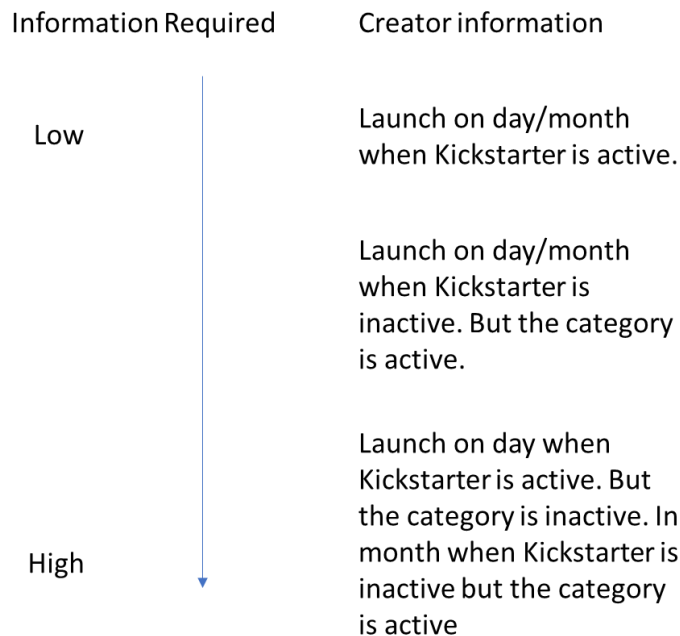 Information Required
Creator information
Low
Launch on day/month
when Kickstarter is active.
Launch on day/month
when Kickstarter is
inactive. But the category
is active.
Launch on day when
Kickstarter is active. But
the category is inactive. In
month when Kickstarter is
inactive but the category
is active
High